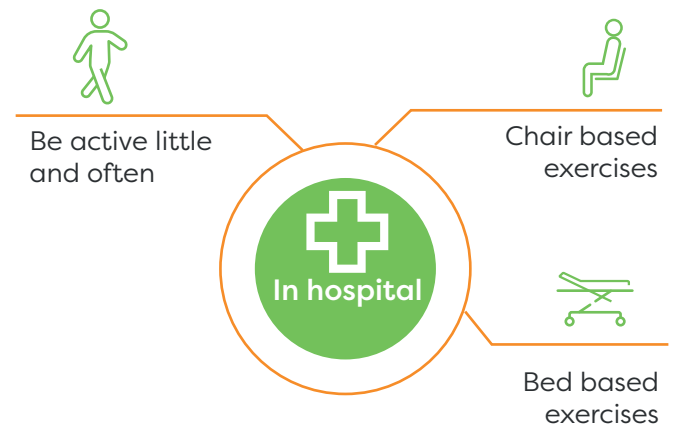 Be active little
and often
Chair based
exercises
In hospital
Bed based
exercises